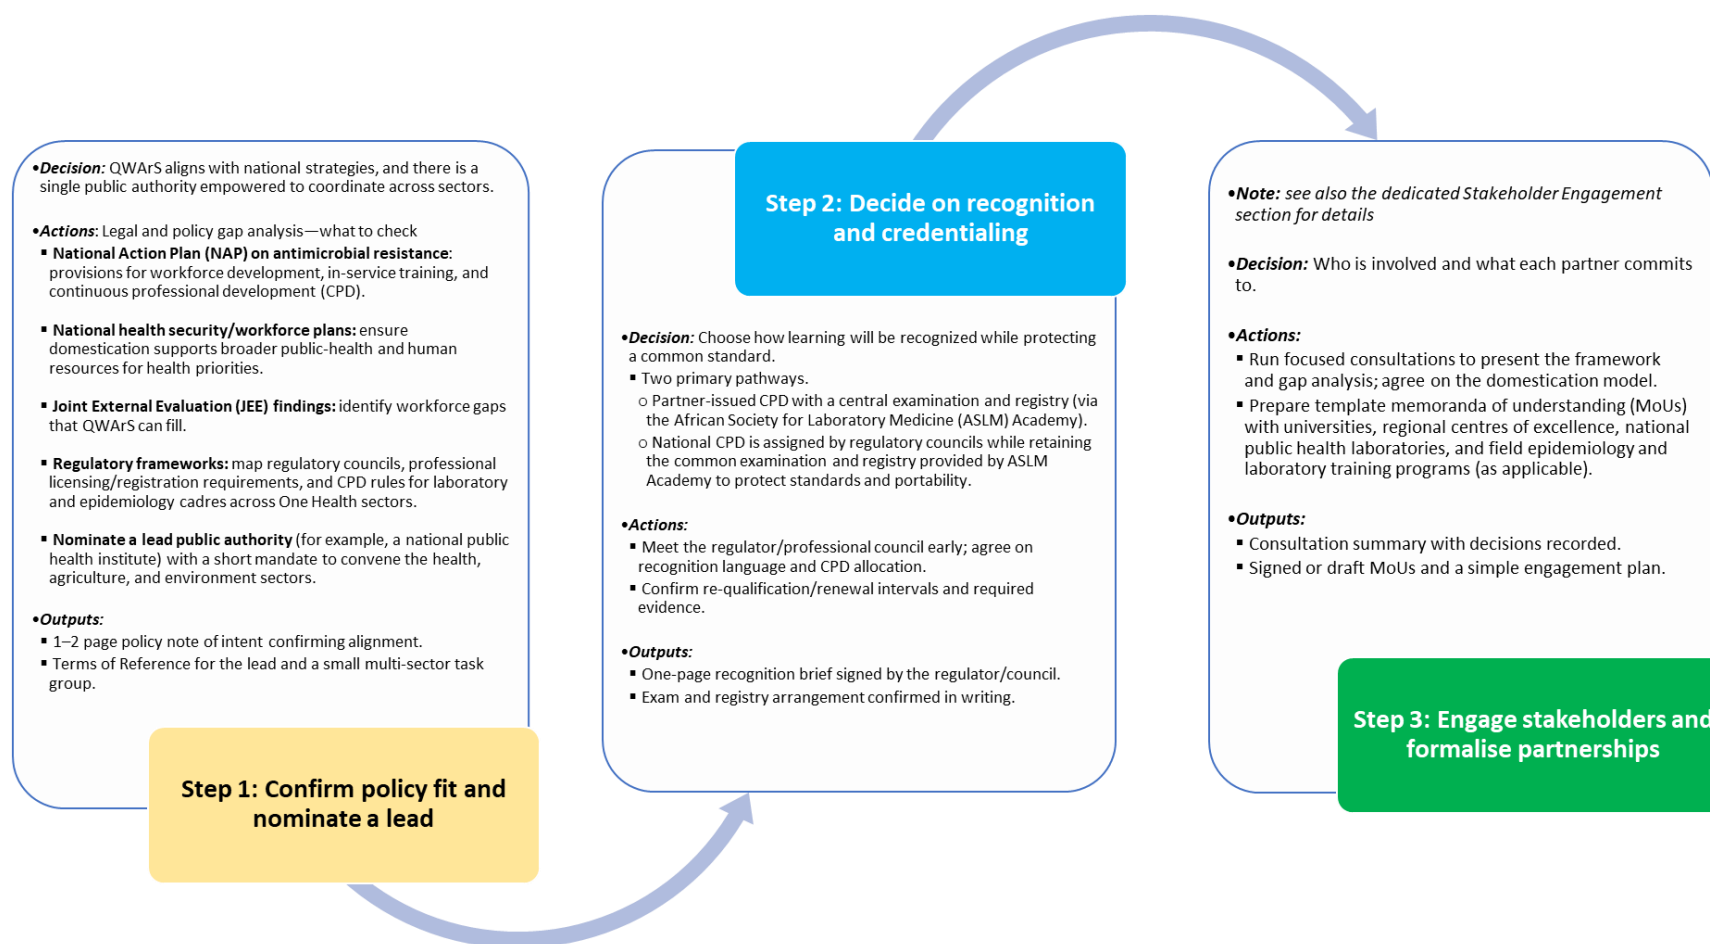 •Decision: QWArS aligns with national strategies, and there is a
single public authority empowered to coordinate across sectors.
•Actions: Legal and policy gap analysis—what to check
▪ National Action Plan (NAP) on antimicrobial resistance:
provisions for workforce development, in-service training, and
continuous professional development (CPD).
▪ National health security/workforce plans: ensure
domestication supports broader public-health and human
resources for health priorities.
▪ Joint External Evaluation (JEE) findings: identify workforce gaps
that QWArS can fill.
▪ Regulatory frameworks: map regulatory councils, professional
licensing/registration requirements, and CPD rules for laboratory
and epidemiology cadres across One Health sectors.
▪ Nominate a lead public authority (for example, a national public
health institute) with a short mandate to convene the health,
agriculture, and environment sectors.
•Outputs:
▪ 1–2 page policy note of intent confirming alignment.
▪ Terms of Reference for the lead and a small multi-sector task
group.
Step 1: Confirm policy fit and
nominate a lead
Step 2: Decide on recognition
and credentialing
•Decision: Choose how learning will be recognized while protecting
a common standard.
▪ Two primary pathways.
○ Partner-issued CPD with a central examination and registry (via
the African Society for Laboratory Medicine (ASLM) Academy).
○ National CPD is assigned by regulatory councils while retaining
the common examination and registry provided by ASLM
Academy to protect standards and portability.
•Actions:
▪ Meet the regulator/professional council early; agree on
recognition language and CPD allocation.
▪ Confirm re-qualification/renewal intervals and required
evidence.
•Outputs:
▪ One-page recognition brief signed by the regulator/council.
▪ Exam and registry arrangement confirmed in writing.
•Note: see also the dedicated Stakeholder Engagement
section for details
•Decision: Who is involved and what each partner commits
to.
•Actions:
▪ Run focused consultations to present the framework
and gap analysis; agree on the domestication model.
▪ Prepare template memoranda of understanding (MoUs)
with universities, regional centres of excellence, national
public health laboratories, and field epidemiology and
laboratory training programs (as applicable).
•Outputs:
▪ Consultation summary with decisions recorded.
▪ Signed or draft MoUs and a simple engagement plan.
Step 3: Engage stakeholders and
formalise partnerships